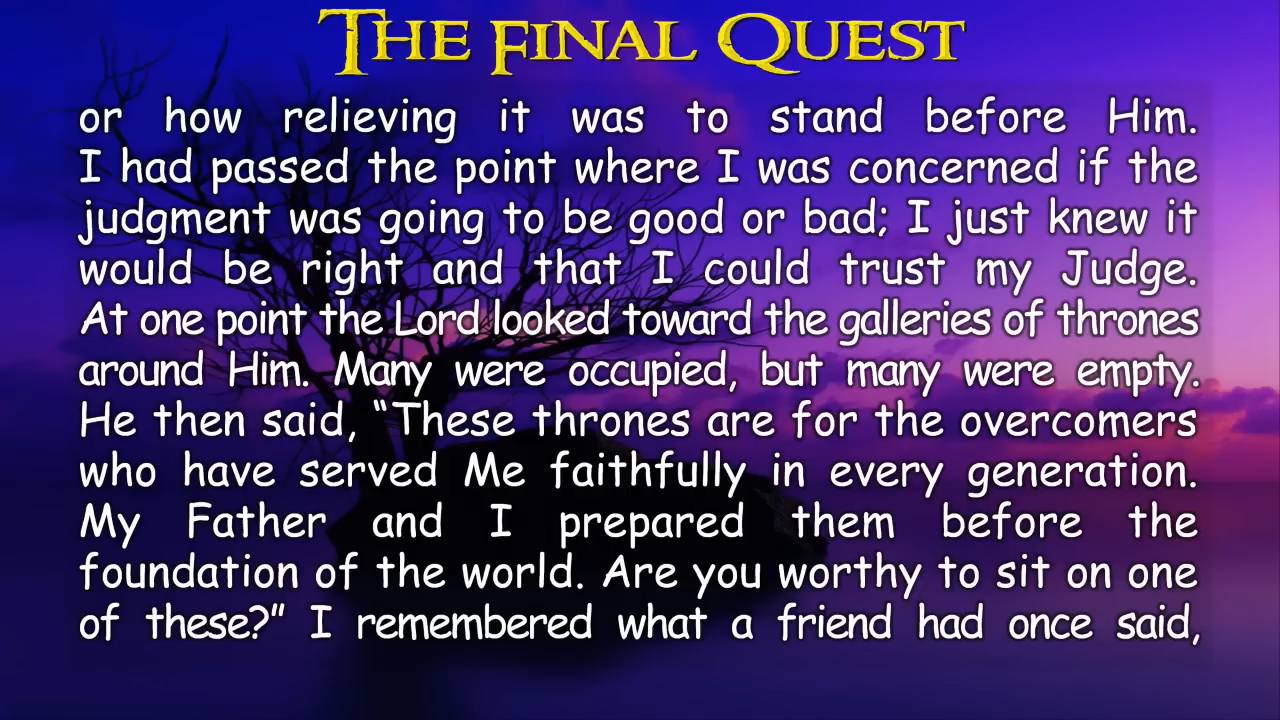 THE FINAL QUEST
or how relieving it was to stand before Him.
I had passed the point where I was concerned if the
judgment was going to be good or bad; I just knew it
would be right and that I could trust my Judge.
At one point the Lord looked toward the galleries of thrones
around Him. Many were occupied, but many were empty.
He then said, “These thrones are for the overcomers
who have served Me faithfully in every generation.
My Father and I prepared them before the
foundation of the world. Are you worthy to sit on one
of these?” I remembered what a friend had once said,